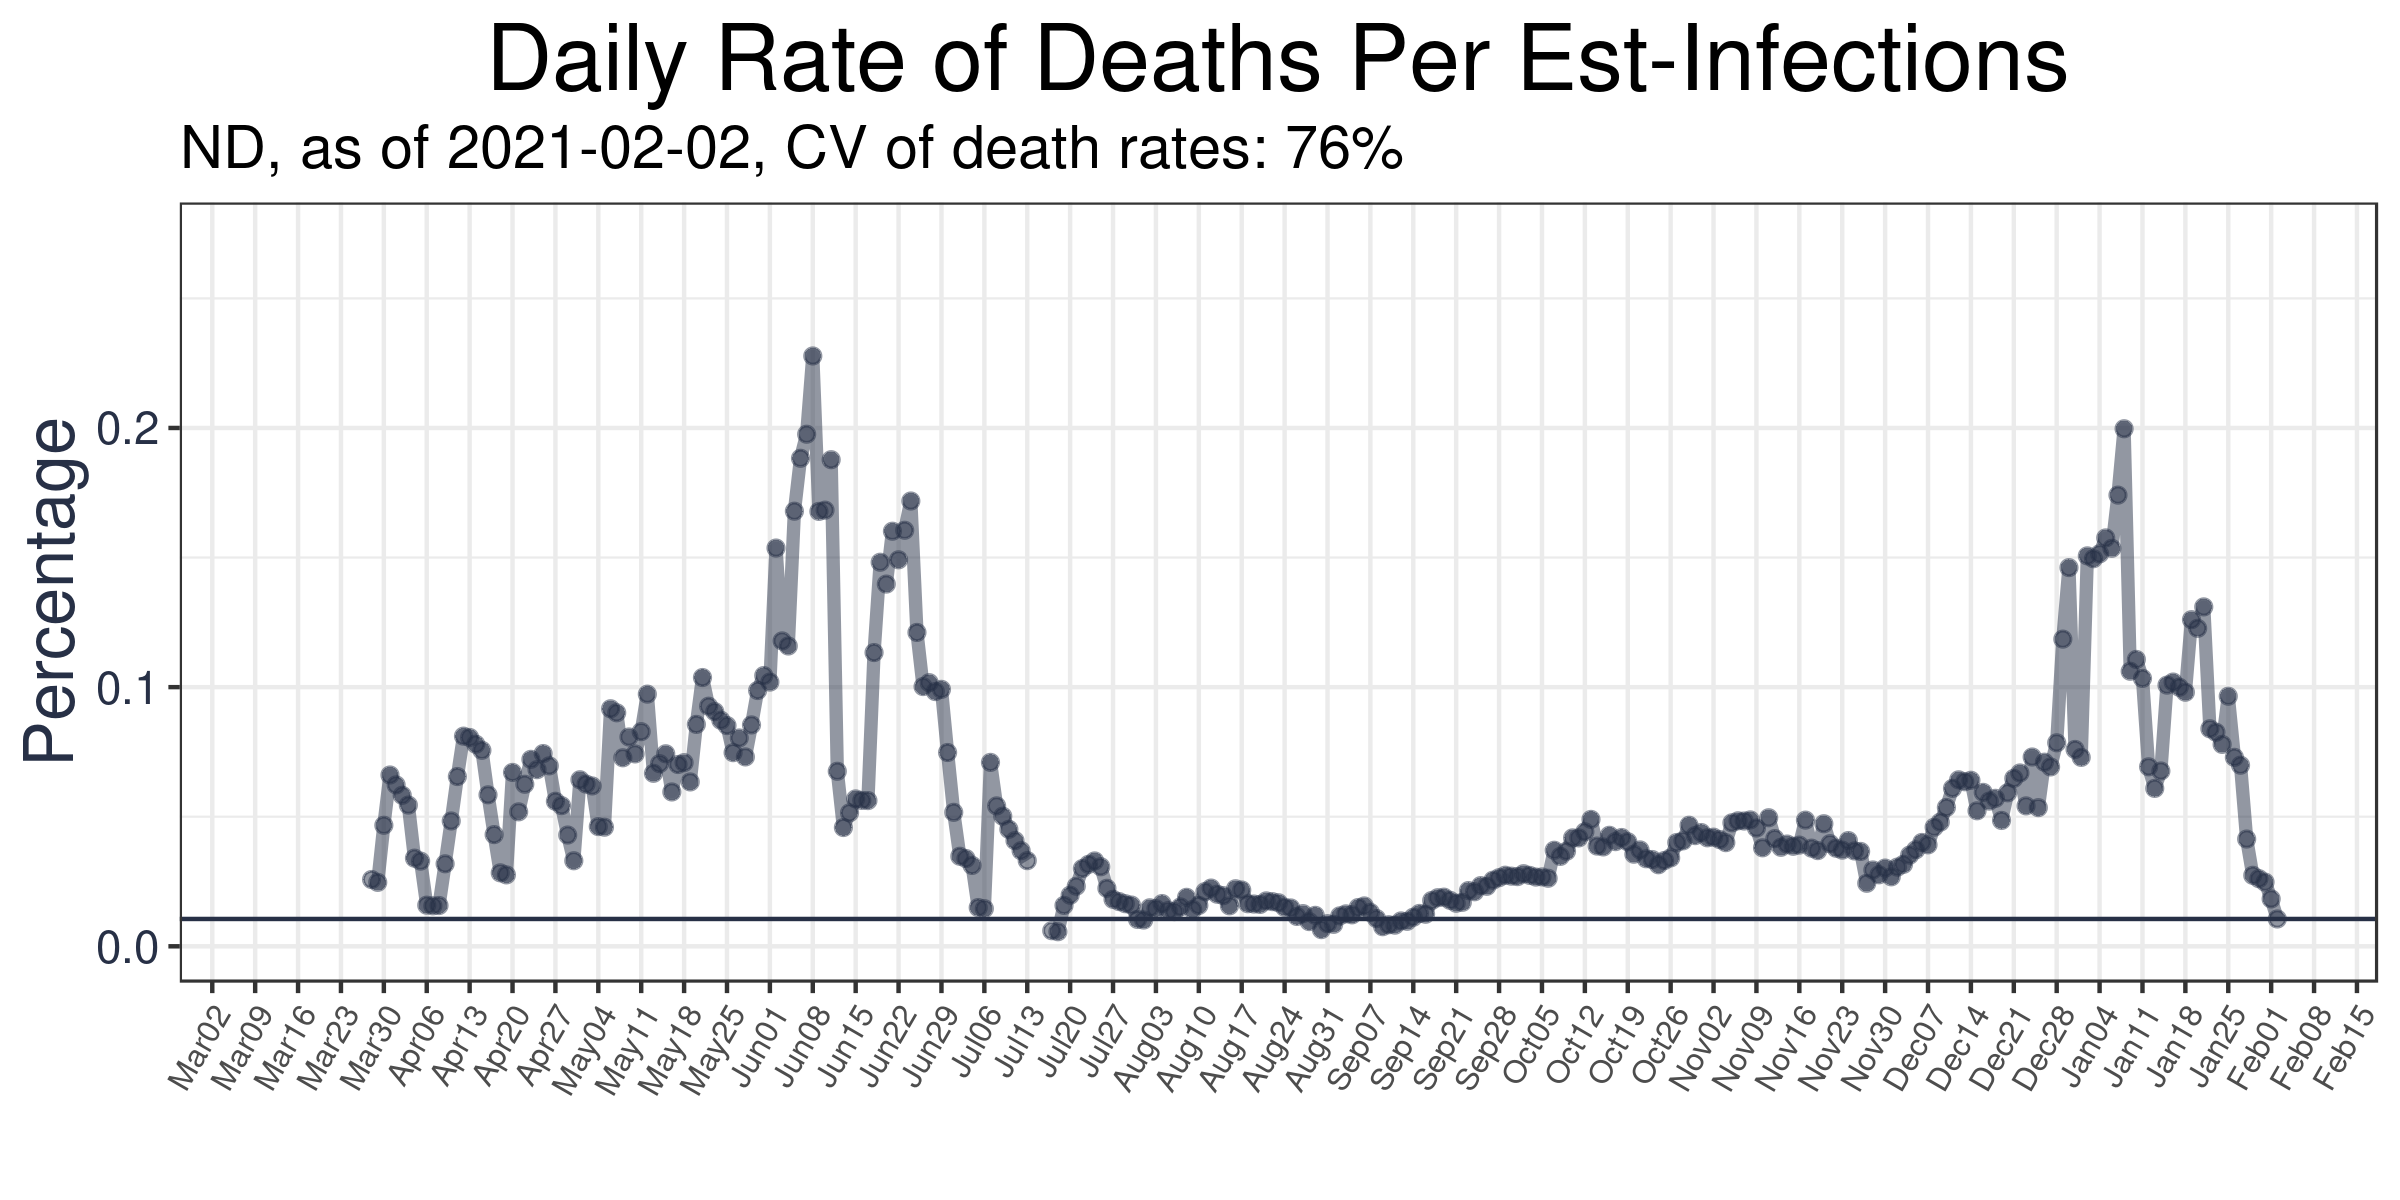 Daily Rate of Deaths Per Est-Infections
ND, as of 2021-02-02, CV of death rates: 76%
Percentage
0.2
0.1
0.0
Mar02 Mar09 Mar16 Mar23 Mar30 Apr06 Apr13 Apr20 Apr27 May04 May11 May18 May25 Jun01 Jun08 Jun15 Jun22 Jun29 Jul06 Jul13 Jul20 Jul27 Aug03 Aug10 Aug17 Aug24 Aug31 Sep07 Sep14 Sep21 Sep28 Oct05 Oct12 Oct19 Oct26 Nov02 Nov09 Nov16 Nov23 Nov30 Dec07 Dec14 Dec21 Dec28 Jan04 Jan11 Jan18 Jan25 Feb01 Feb08 Feb15